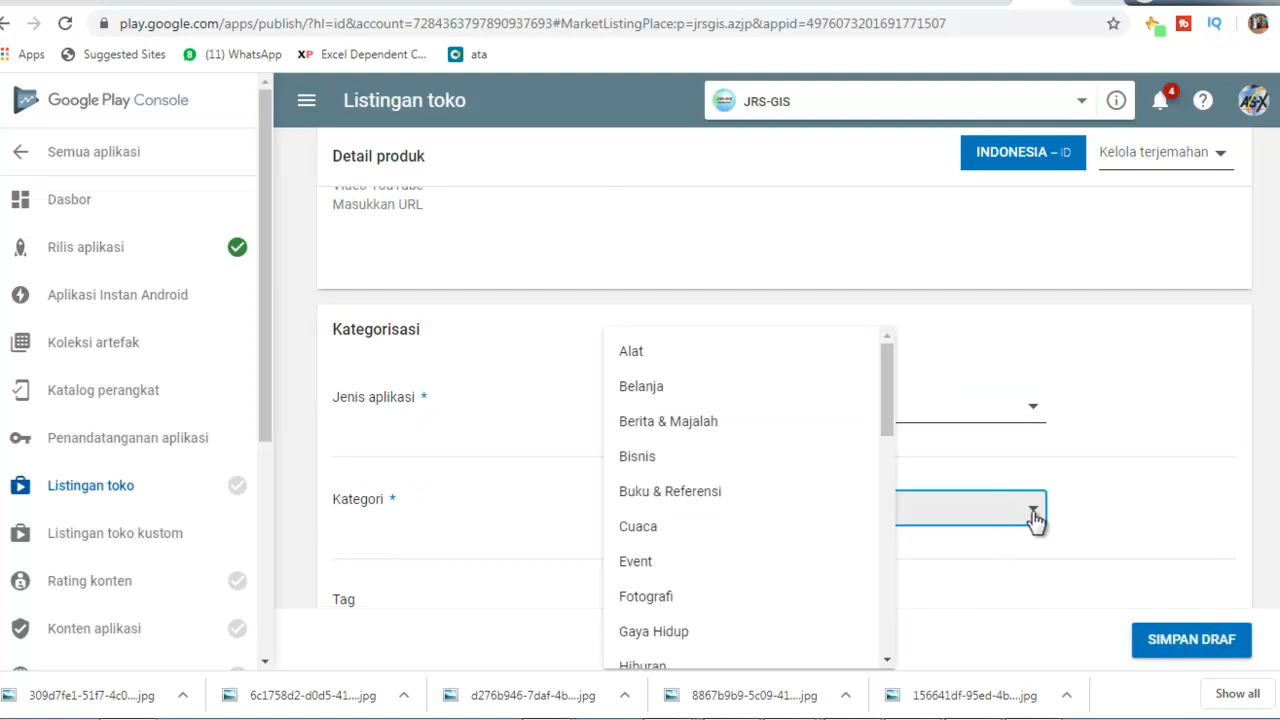 play.google.com/apps/publish/?hl=id&account=7284363797890937693#MarketListingPlace:p=jrsgis.azjp&appid=4976073201691771507
Apps
Suggested Sites
(11) WhatsApp
XP
Excel Dependent C...
ata
Google Play Console
Listingan toko
JRS-GIS
4
Semua aplikasi
Detail produk
INDONESIA – ID
Kelola terjemahan
Video YouTube
Masukkan URL
Dasbor
Rilis aplikasi
Aplikasi Instan Android
Koleksi artefak
Katalog perangkat
Penandatanganan aplikasi
Listingan toko
Listingan toko kustom
Rating konten
Konten aplikasi
Kategorisasi
Jenis aplikasi *
Kategori *
Tag
Alat
Belanja
Berita & Majalah
Bisnis
Buku & Referensi
Cuaca
Event
Fotografi
Gaya Hidup
Hiburan
SIMPAN DRAF
309d7fe1-51f7-4c0....jpg
6c1758d2-d0d5-41....jpg
d276b946-7daf-4b....jpg
8867b9b9-5c09-41....jpg
156641df-95ed-4b....jpg
Show all